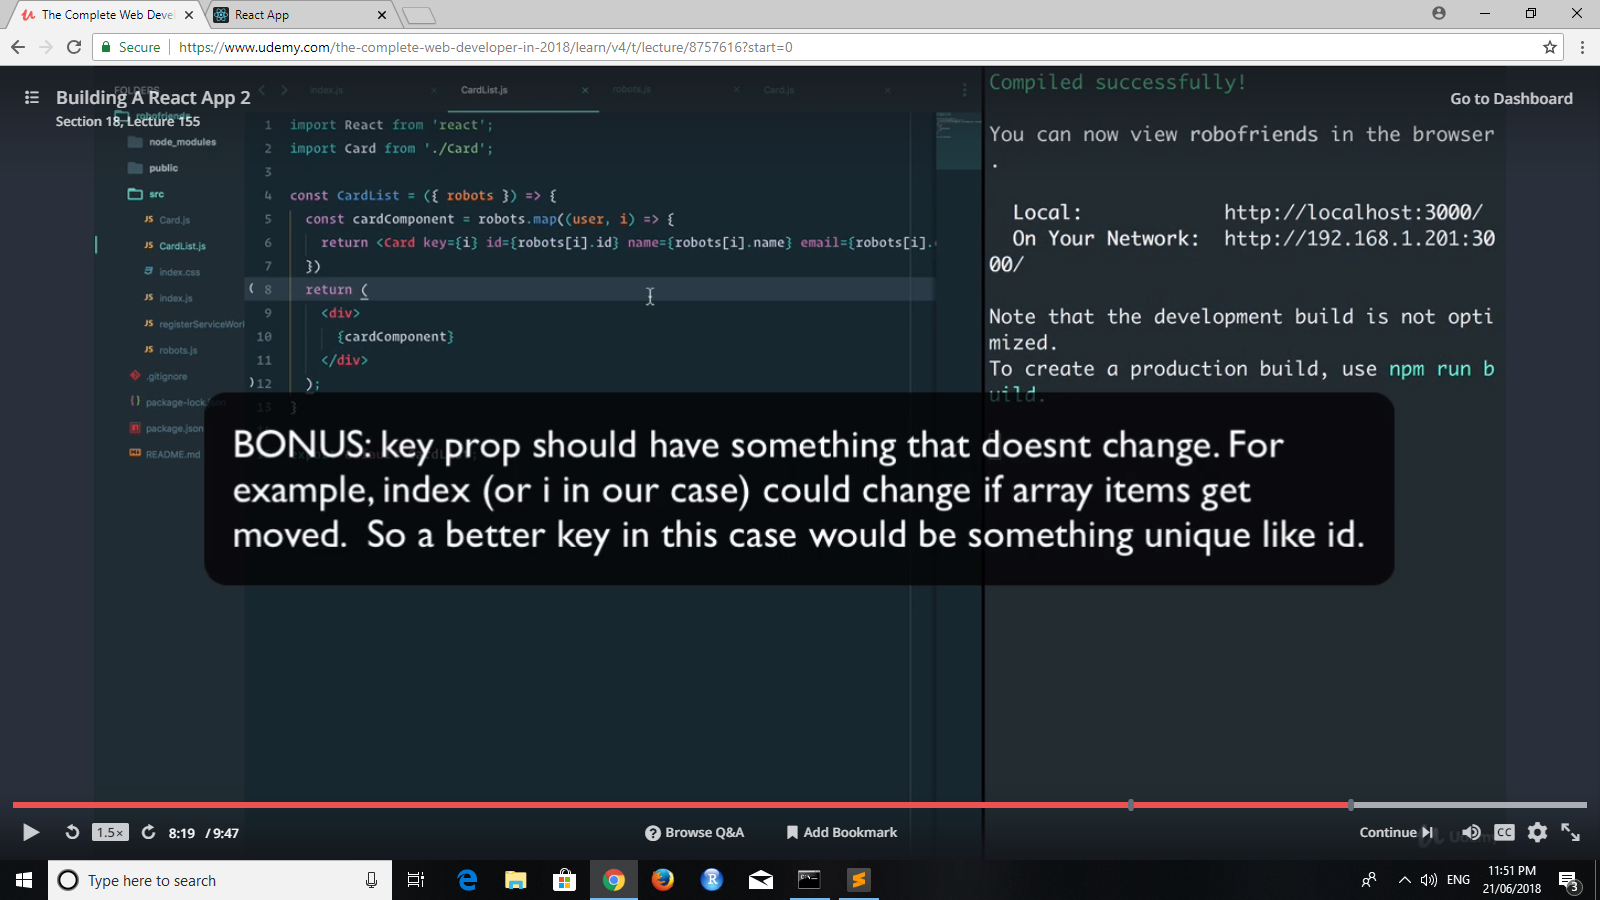 The Complete Web Deve
React App
Secure
https://www.udemy.com/the-complete-web-developer-in-2018/learn/v4/t/lecture/8757616?start=0
Building A React App 2
Section 18, Lecture 155
Go to Dashboard
FOLDERS
robofriends
node_modules
public
src
JS Card.js
JS CardList.js
index.css
JS index.js
JS registerServiceWor
JS robots.js
.gitignore
package-lock.json
package.json
README.md
index.js
CardList.js
robots.js
Card.js
1 import React from 'react';
2 import Card from './Card';
3
4 const CardList = ({ robots }) => {
5 const cardComponent = robots.map((user, i) => {
6 return <Card key={i} id={robots[i].id} name={robots[i].name} email={robots[i].
7 })
8 return (
9 <div>
10 {cardComponent}
11 </div>
12 );
13 }
Compiled successfully!
You can now view robofriends in the browser
.
Local: http://localhost:3000/
On Your Network: http://192.168.1.201:30
00/
Note that the development build is not opti
mized.
To create a production build, use npm run b
uild.
BONUS: key prop should have something that doesnt change. For
example, index (or i in our case) could change if array items get
moved. So a better key in this case would be something unique like id.
1.5×
8:19 / 9:47
Browse Q&A
Add Bookmark
Continue
CC
Type here to search
ENG
11:51 PM
21/06/2018
3